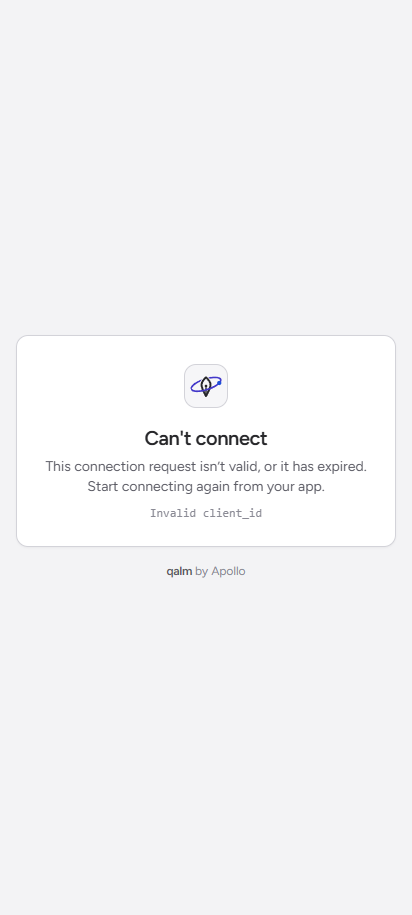 Can't connect
This connection request isn’t valid, or it has expired.
Start connecting again from your app.
Invalid client_id
qalm by Apollo